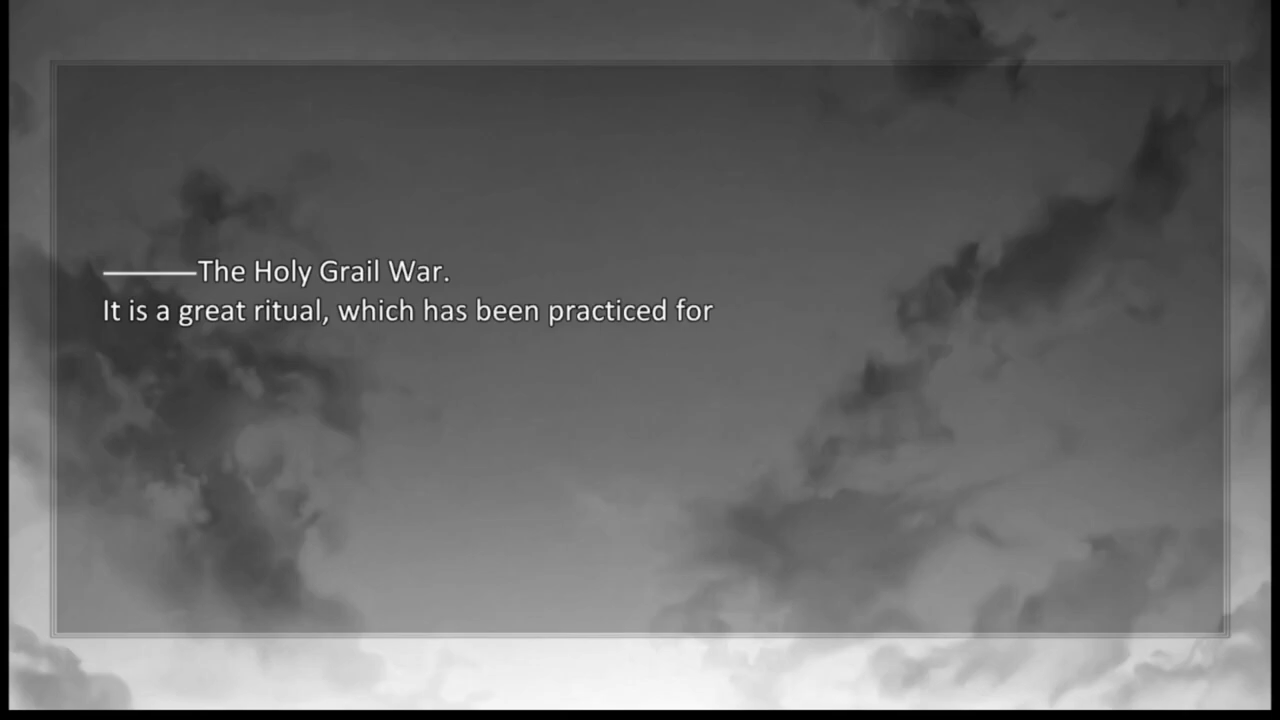 ———The Holy Grail War.
It is a great ritual, which has been practiced for